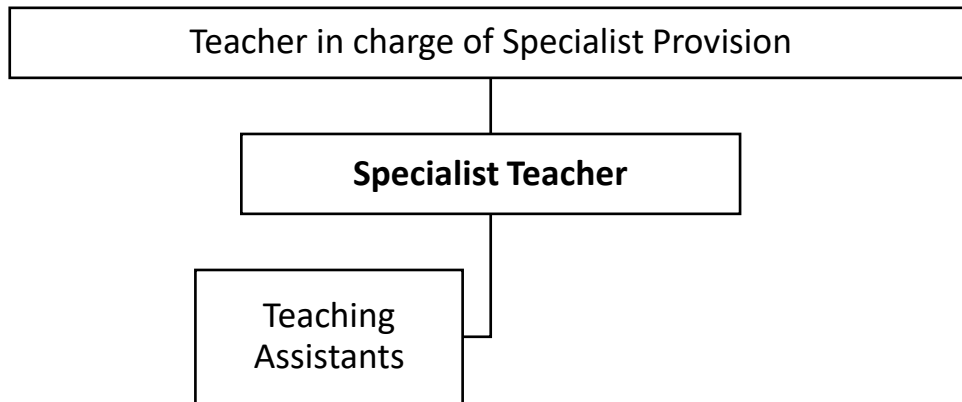 Teacher in charge of Specialist Provision
Specialist Teacher
Teaching
Assistants